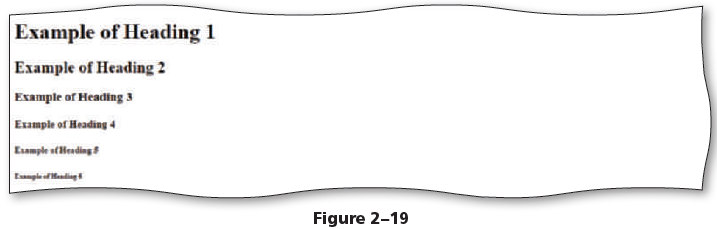 Example of Heading 1
Example of Heading 2
Example of Heading 3
Example of Heading 4
Example of Heading 5
Example of Heading 6
Figure 2–19